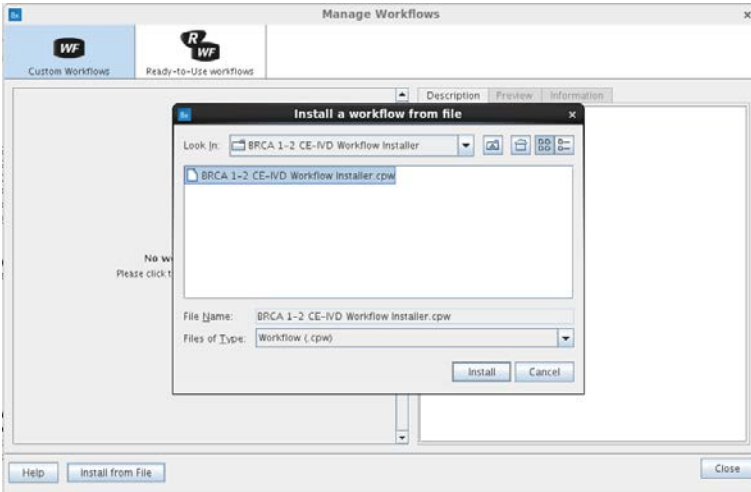 Bx
Manage Workflows
x
WF
R
WF
Custom Workflows
Ready-to-Use workflows
Description Preview Information
Bx
Install a workflow from file
x
Look In:
BRCA 1-2 CE-IVD Workflow Installer
BRCA 1-2 CE-IVD Workflow Installer.cpw
No w
Please click t
File Name:
BRCA 1-2 CE-IVD Workflow Installer.cpw
Files of Type:
Workflow (.cpw)
Install
Cancel
Help
Install from File
Close